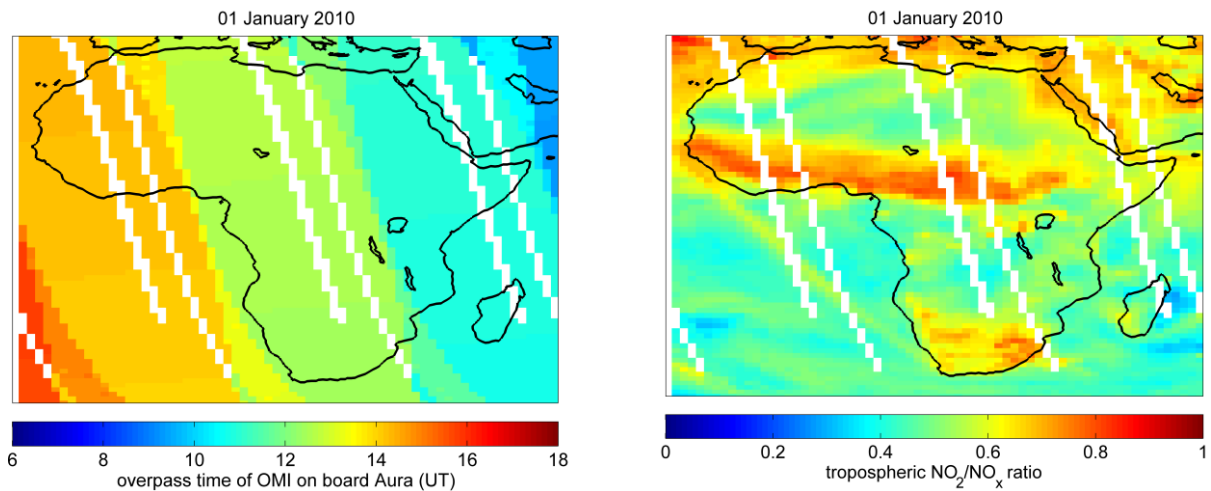 01 January 2010
6 8 10 12 14 16 18
overpass time of OMI on board Aura (UT)
01 January 2010
0 0.2 0.4 0.6 0.8 1
tropospheric NO₂/NOₓ ratio